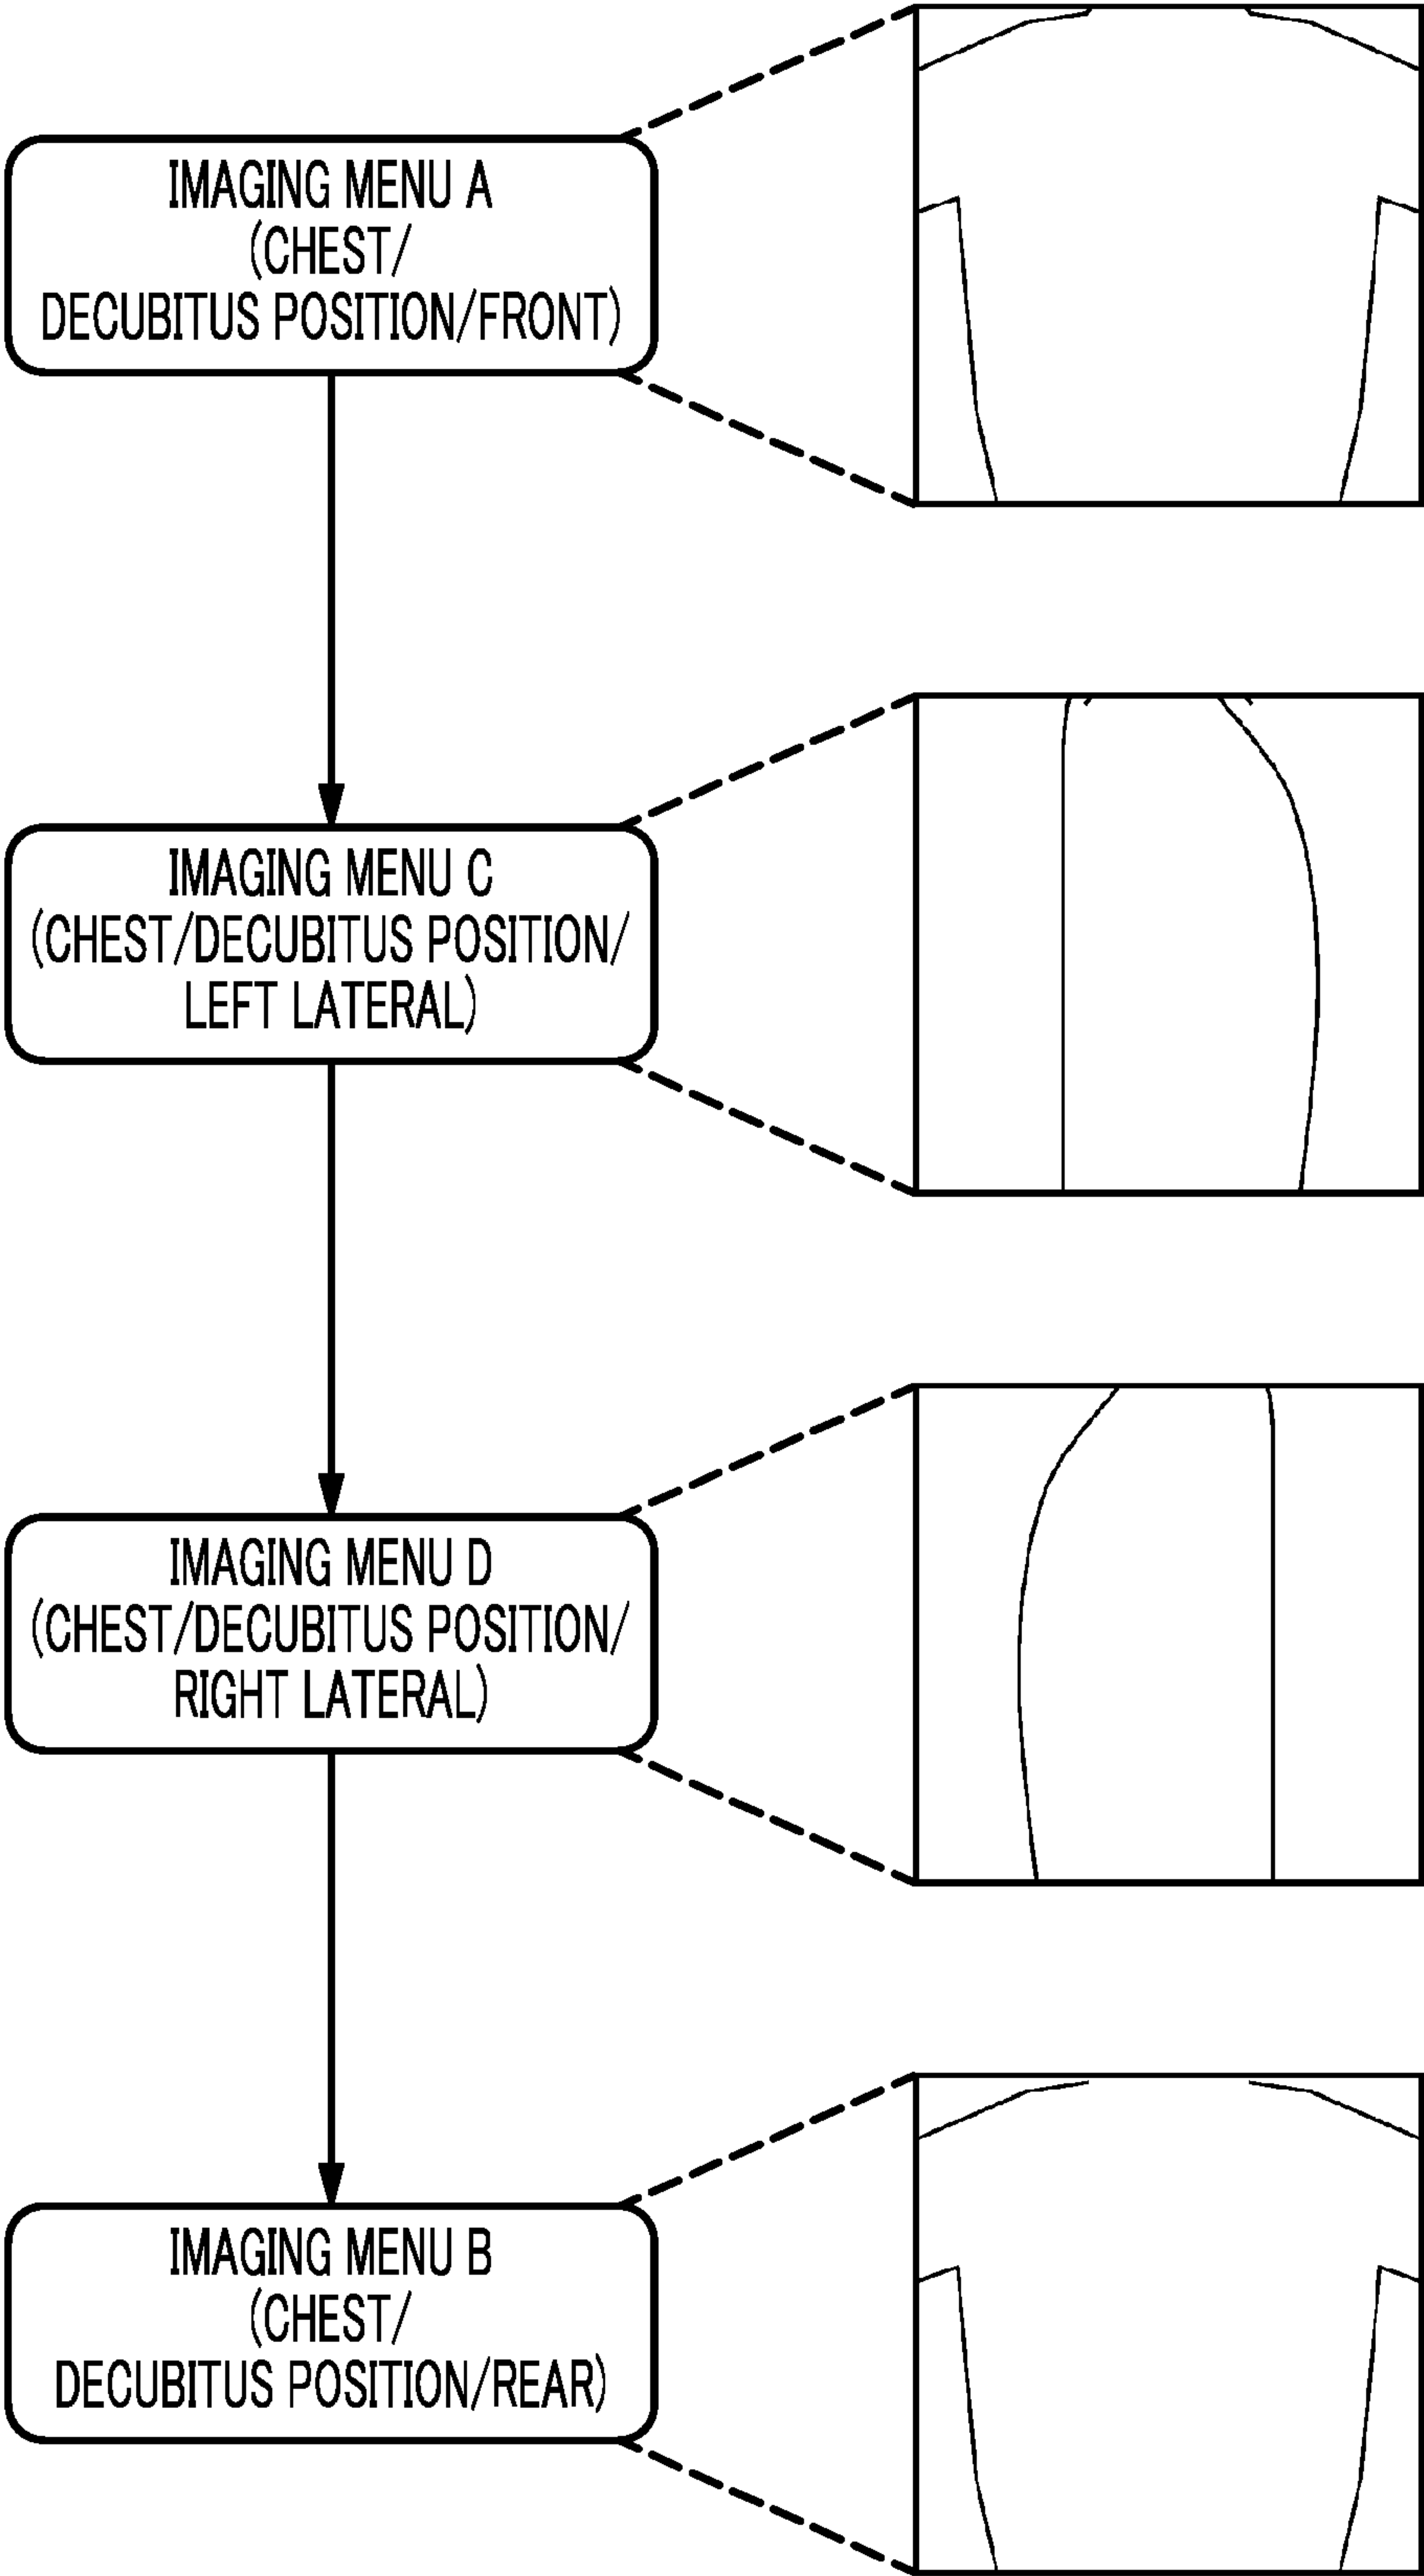 IMAGING MENU A
(CHEST/
DECUBITUS POSITION/FRONT)
IMAGING MENU C
(CHEST/DECUBITUS POSITION/
LEFT LATERAL)
IMAGING MENU D
(CHEST/DECUBITUS POSITION/
RIGHT LATERAL)
IMAGING MENU B
(CHEST/
DECUBITUS POSITION/REAR)